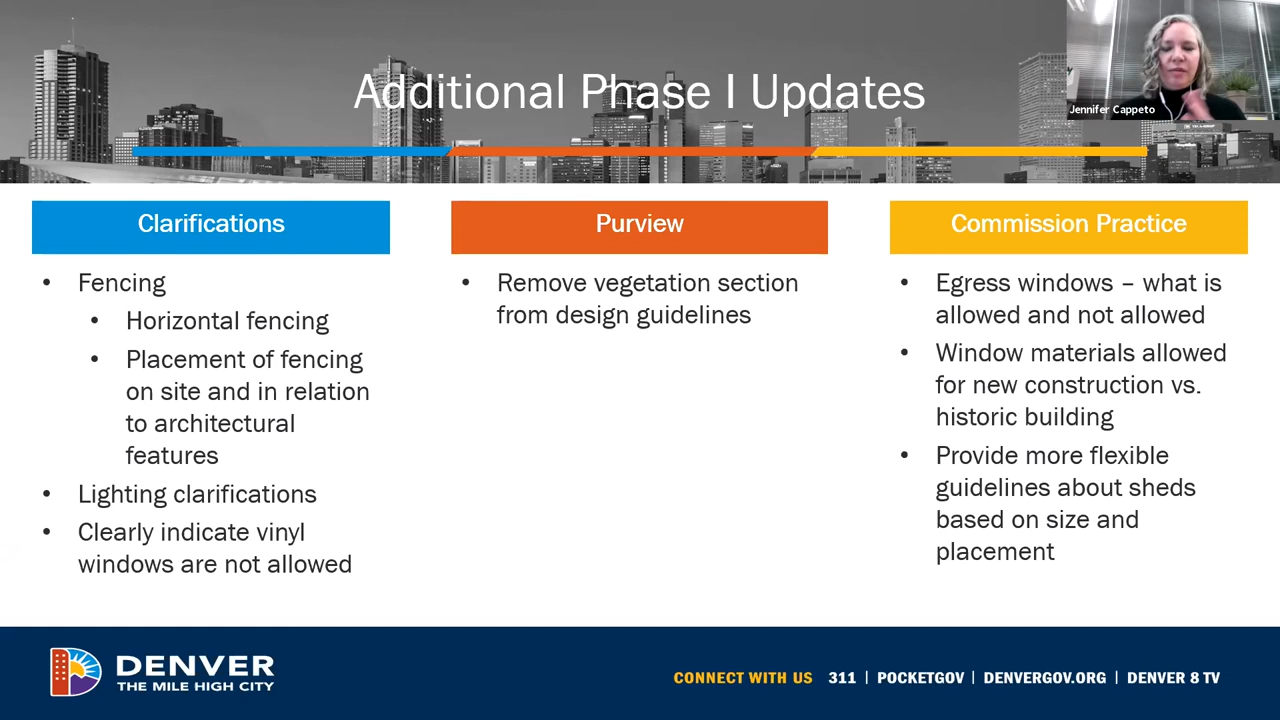 Additional Phase I Updates
Jennifer Cappeto
Clarifications
• Fencing
• Horizontal fencing
• Placement of fencing
on site and in relation
to architectural
features
• Lighting clarifications
• Clearly indicate vinyl
windows are not allowed
Purview
• Remove vegetation section
from design guidelines
Commission Practice
• Egress windows – what is
allowed and not allowed
• Window materials allowed
for new construction vs.
historic building
• Provide more flexible
guidelines about sheds
based on size and
placement
DENVER
THE MILE HIGH CITY
CONNECT WITH US 311 | POCKETGOV | DENVERGOV.ORG | DENVER 8 TV